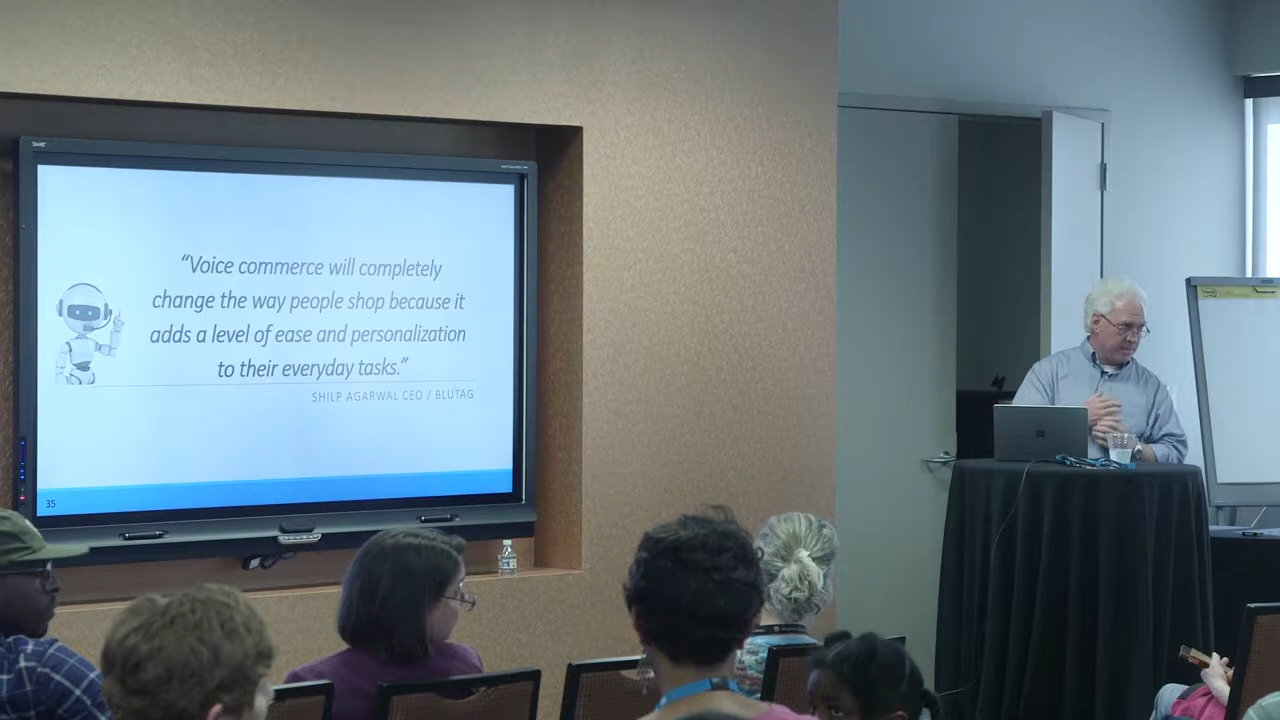 SMART
“Voice commerce will completely
change the way people shop because it
adds a level of ease and personalization
to their everyday tasks.”
SHILP AGARWAL CEO / BLUTAG
35